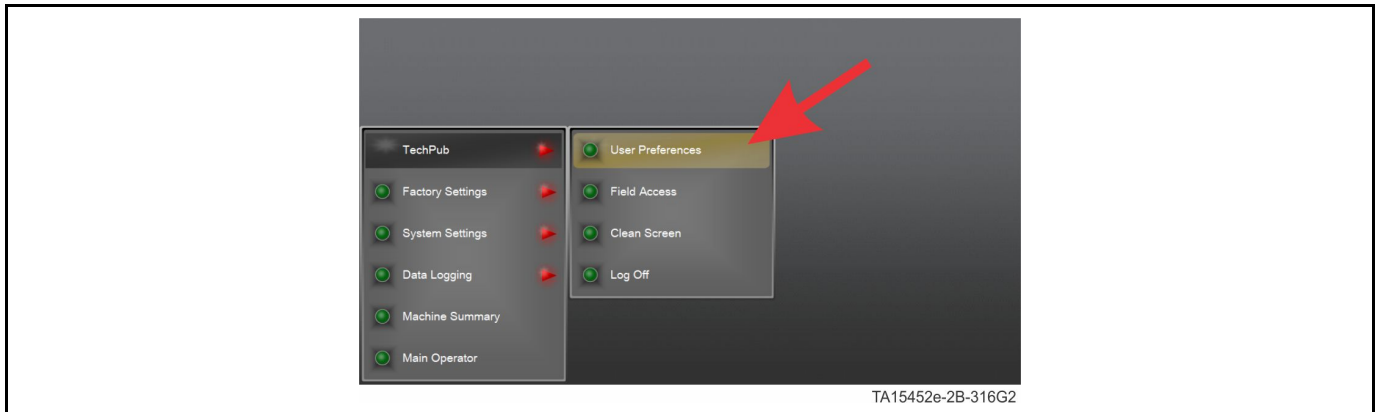 TechPub
Factory Settings
System Settings
Data Logging
Machine Summary
Main Operator
User Preferences
Field Access
Clean Screen
Log Off
TA15452e-2B-316G2